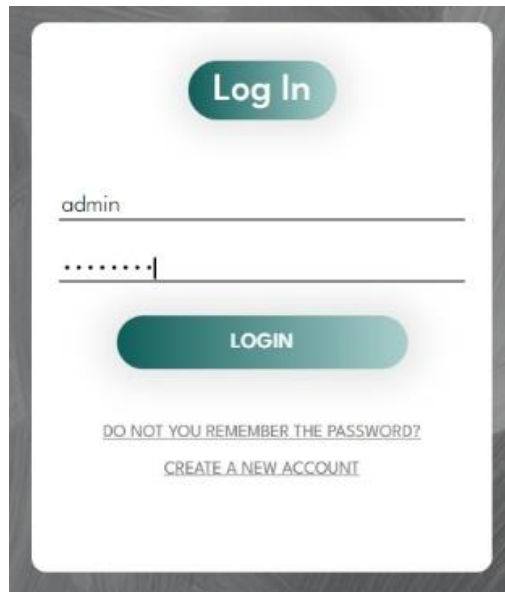 Log In
admin
••••••••
LOGIN
DO NOT YOU REMEMBER THE PASSWORD?
CREATE A NEW ACCOUNT